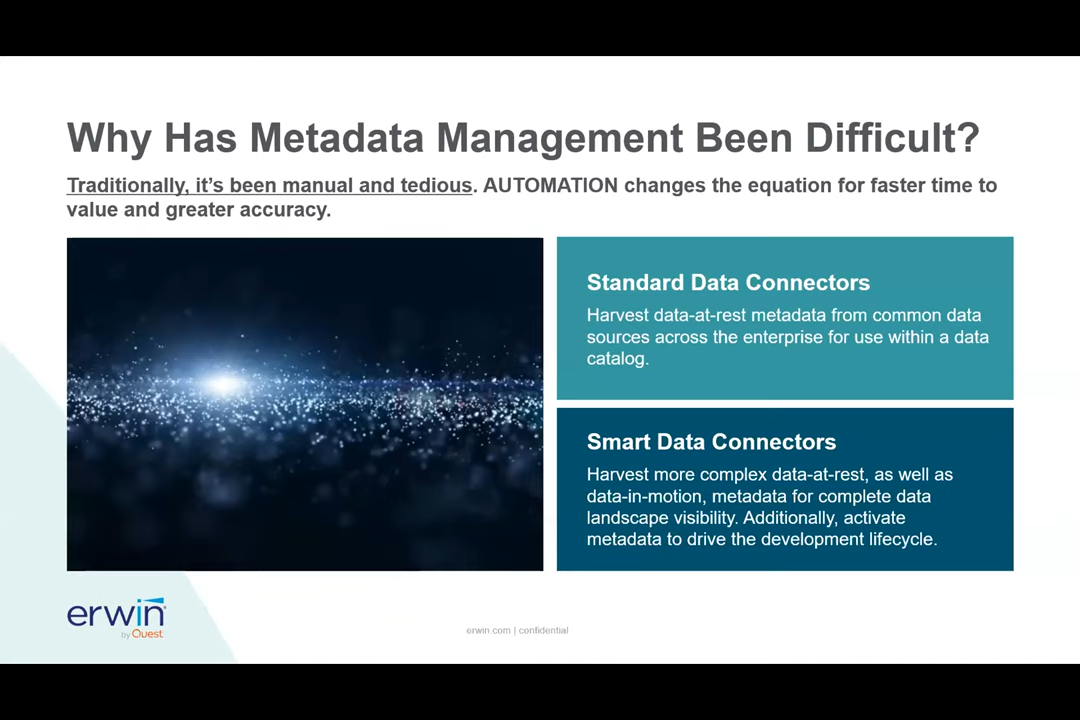 Why Has Metadata Management Been Difficult?
Traditionally, it's been manual and tedious. AUTOMATION changes the equation for faster time to
value and greater accuracy.
Standard Data Connectors
Harvest data-at-rest metadata from common data
sources across the enterprise for use within a data
catalog.
Smart Data Connectors
Harvest more complex data-at-rest, as well as
data-in-motion, metadata for complete data
landscape visibility. Additionally, activate
metadata to drive the development lifecycle.
erwin
by Quest
erwin.com | confidential